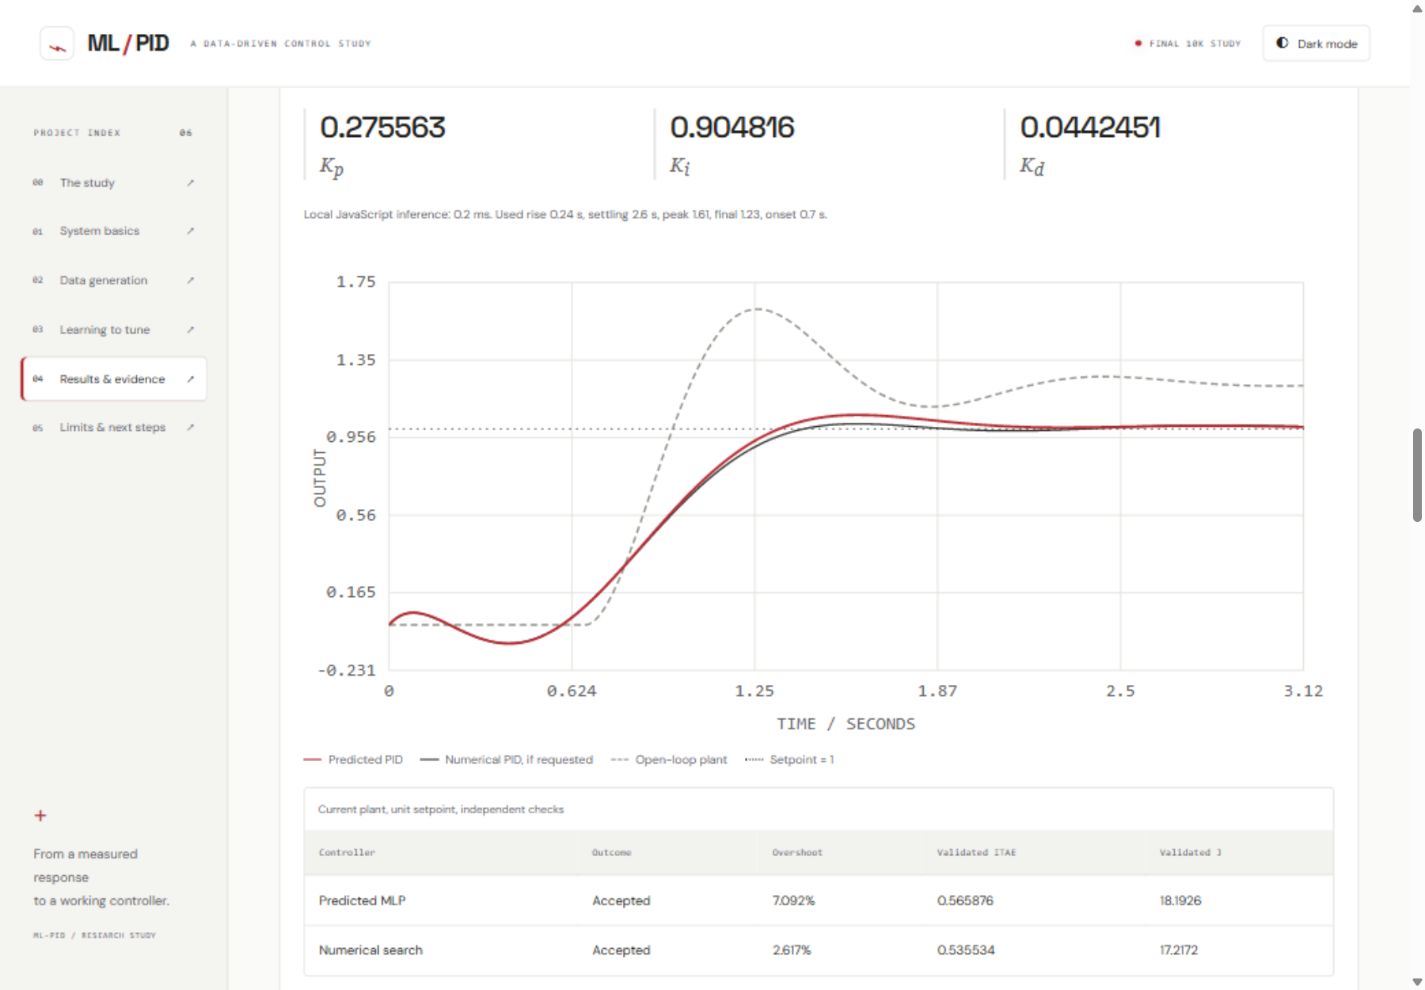 ML/PID A DATA-DRIVEN CONTROL STUDY
FINAL 10K STUDY
Dark mode
PROJECT INDEX 06
00 The study ↗
01 System basics ↗
02 Data generation ↗
03 Learning to tune ↗
04 Results & evidence ↗
05 Limits & next steps ↗
+
From a measured
response
to a working controller.
ML-PID / RESEARCH STUDY
0.275563
Kp
0.904816
Ki
0.0442451
Kd
Local JavaScript inference: 0.2 ms. Used rise 0.24 s, settling 2.6 s, peak 1.61, final 1.23, onset 0.7 s.
1.75
1.35
0.956
0.56
0.165
-0.231
OUTPUT
0 0.624 1.25 1.87 2.5 3.12
TIME / SECONDS
Predicted PID Numerical PID, if requested Open-loop plant Setpoint = 1
Current plant, unit setpoint, independent checks
Controller Outcome Overshoot Validated ITAE Validated J
Predicted MLP Accepted 7.092% 0.565876 18.1926
Numerical search Accepted 2.617% 0.535534 17.2172